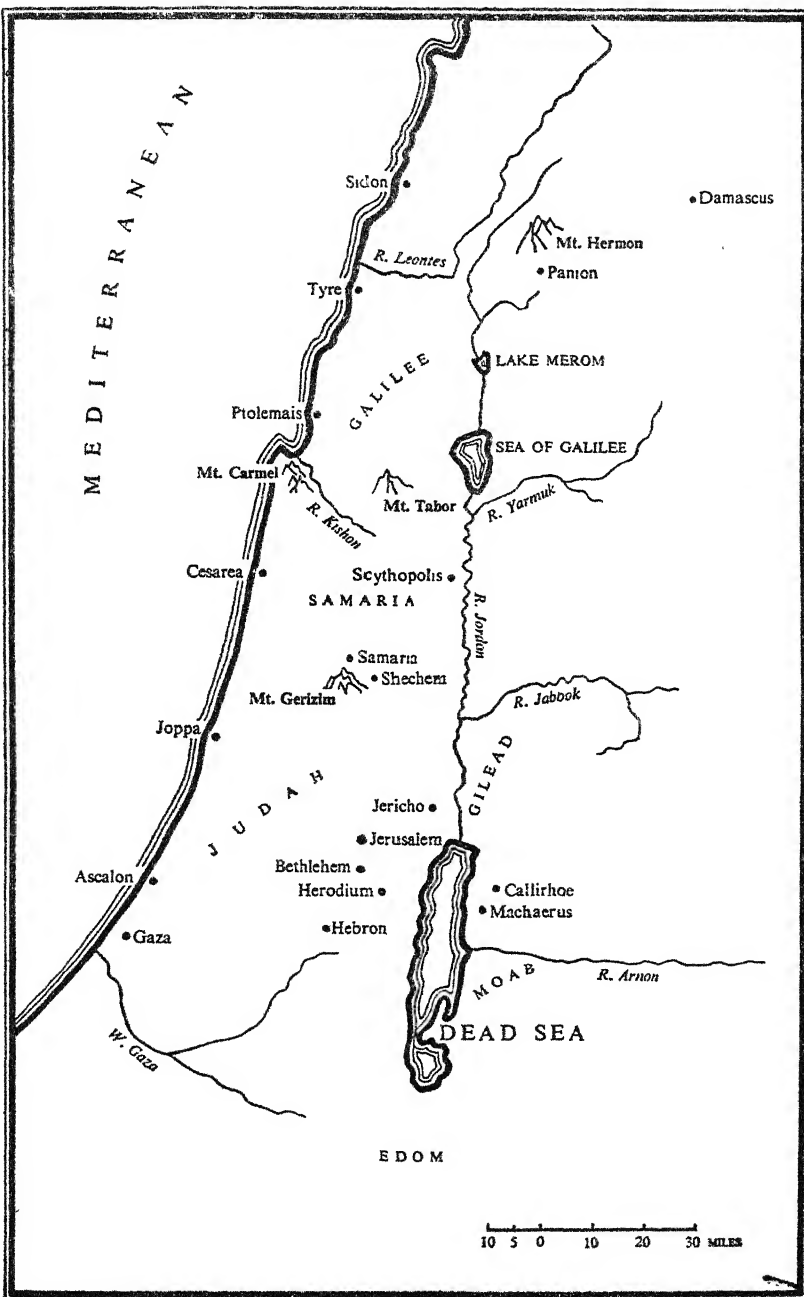 MEDITERRANEAN
Sidon
Damascus
Mt. Hermon
R. Leontes
Panion
Tyre
LAKE MEROM
GALILEE
Ptolemais
SEA OF GALILEE
Mt. Carmel
Mt. Tabor
R. Kishon
R. Yarmuk
Cesarea
Scythopolis
SAMARIA
R. Jordon
Samaria
Shechem
Mt. Gerizim
R. Jabbok
Joppa
GILEAD
JUDAH
Jericho
Jerusalem
Bethlehem
Ascalon
Herodium
Callirhoe
Machaerus
Gaza
Hebron
MOAB
R. Arnon
W. Gaza
DEAD SEA
EDOM
10 5 0 10 20 30 MILES